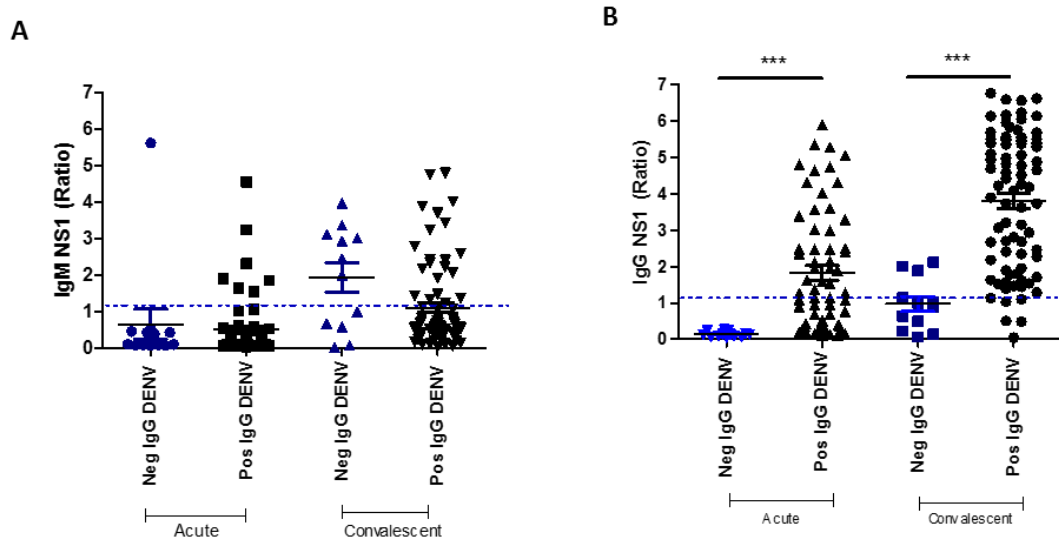 A
IgM NS1 (Ratio)
7
6
5
4
3
2
1
0
Neg IgG DENV
Pos IgG DENV
Neg IgG DENV
Pos IgG DENV
Acute
Convalescent
B
***
***
IgG NS1 (Ratio)
7
6
5
4
3
2
1
0
Neg IgG DENV
Pos IgG DENV
Neg IgG DENV
Pos IgG DENV
Acute
Convalescent